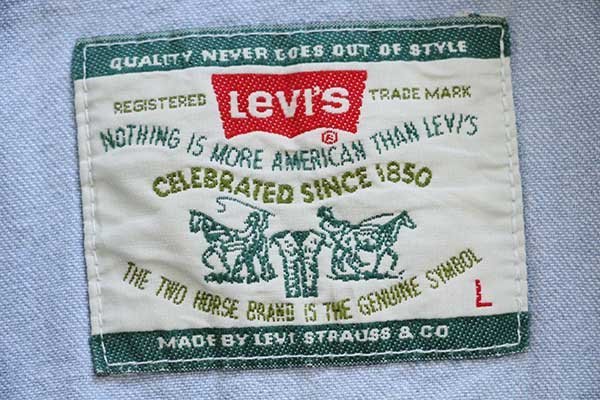 QUALITY NEVER GOES OUT OF STYLE
REGISTERED LEVI'S TRADE MARK
®
NOTHING IS MORE AMERICAN THAN LEVI'S
CELEBRATED SINCE 1850
THE TWO HORSE BRAND IS THE GENUINE SYMBOL
L
MADE BY LEVI STRAUSS & CO